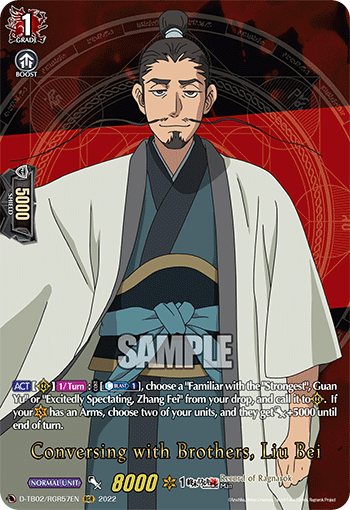 1
GRADE
BOOST
5000
SHIELD
SAMPLE
ACT 1/Turn : BLAST 1 , choose a "Familiar with the "Strongest", Guan
Yu" or "Excitedly Spectating, Zhang Fei" from your drop, and call it to . If
your has an Arms, choose two of your units, and they get +5000 until
end of turn.
Conversing with Brothers, Liu Bei
NORMAL UNIT 8000 1 Record of Ragnarok
Man
D-TB02/RGR57EN RGR 2022